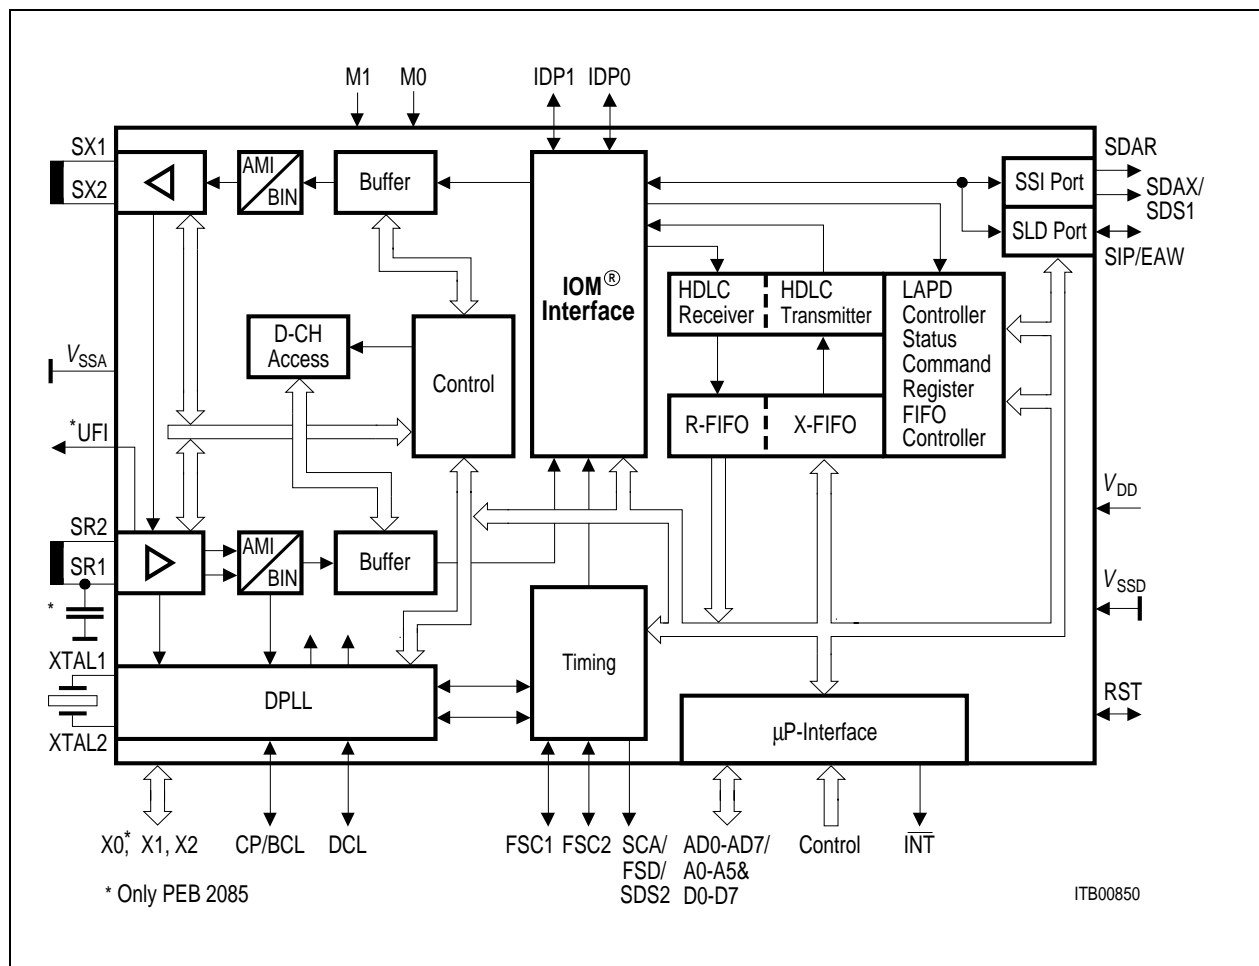 M1
M0
IDP1
IDP0
SX1
SX2
AMI
BIN
Buffer
IOM®
Interface
SSI Port
SLD Port
SDAR
SDAX/
SDS1
SIP/EAW
HDLC
Receiver
HDLC
Transmitter
LAPD
Controller
Status
Command
Register
FIFO
Controller
D-CH
Access
Control
VSSA
*UFI
R-FIFO
X-FIFO
VDD
SR2
SR1
*
AMI
BIN
Buffer
VSSD
Timing
XTAL1
XTAL2
DPLL
µP-Interface
RST
X0,* X1, X2
CP/BCL
DCL
FSC1
FSC2
SCA/
FSD/
SDS2
AD0-AD7/
A0-A5&
D0-D7
Control
INT
* Only PEB 2085
ITB00850